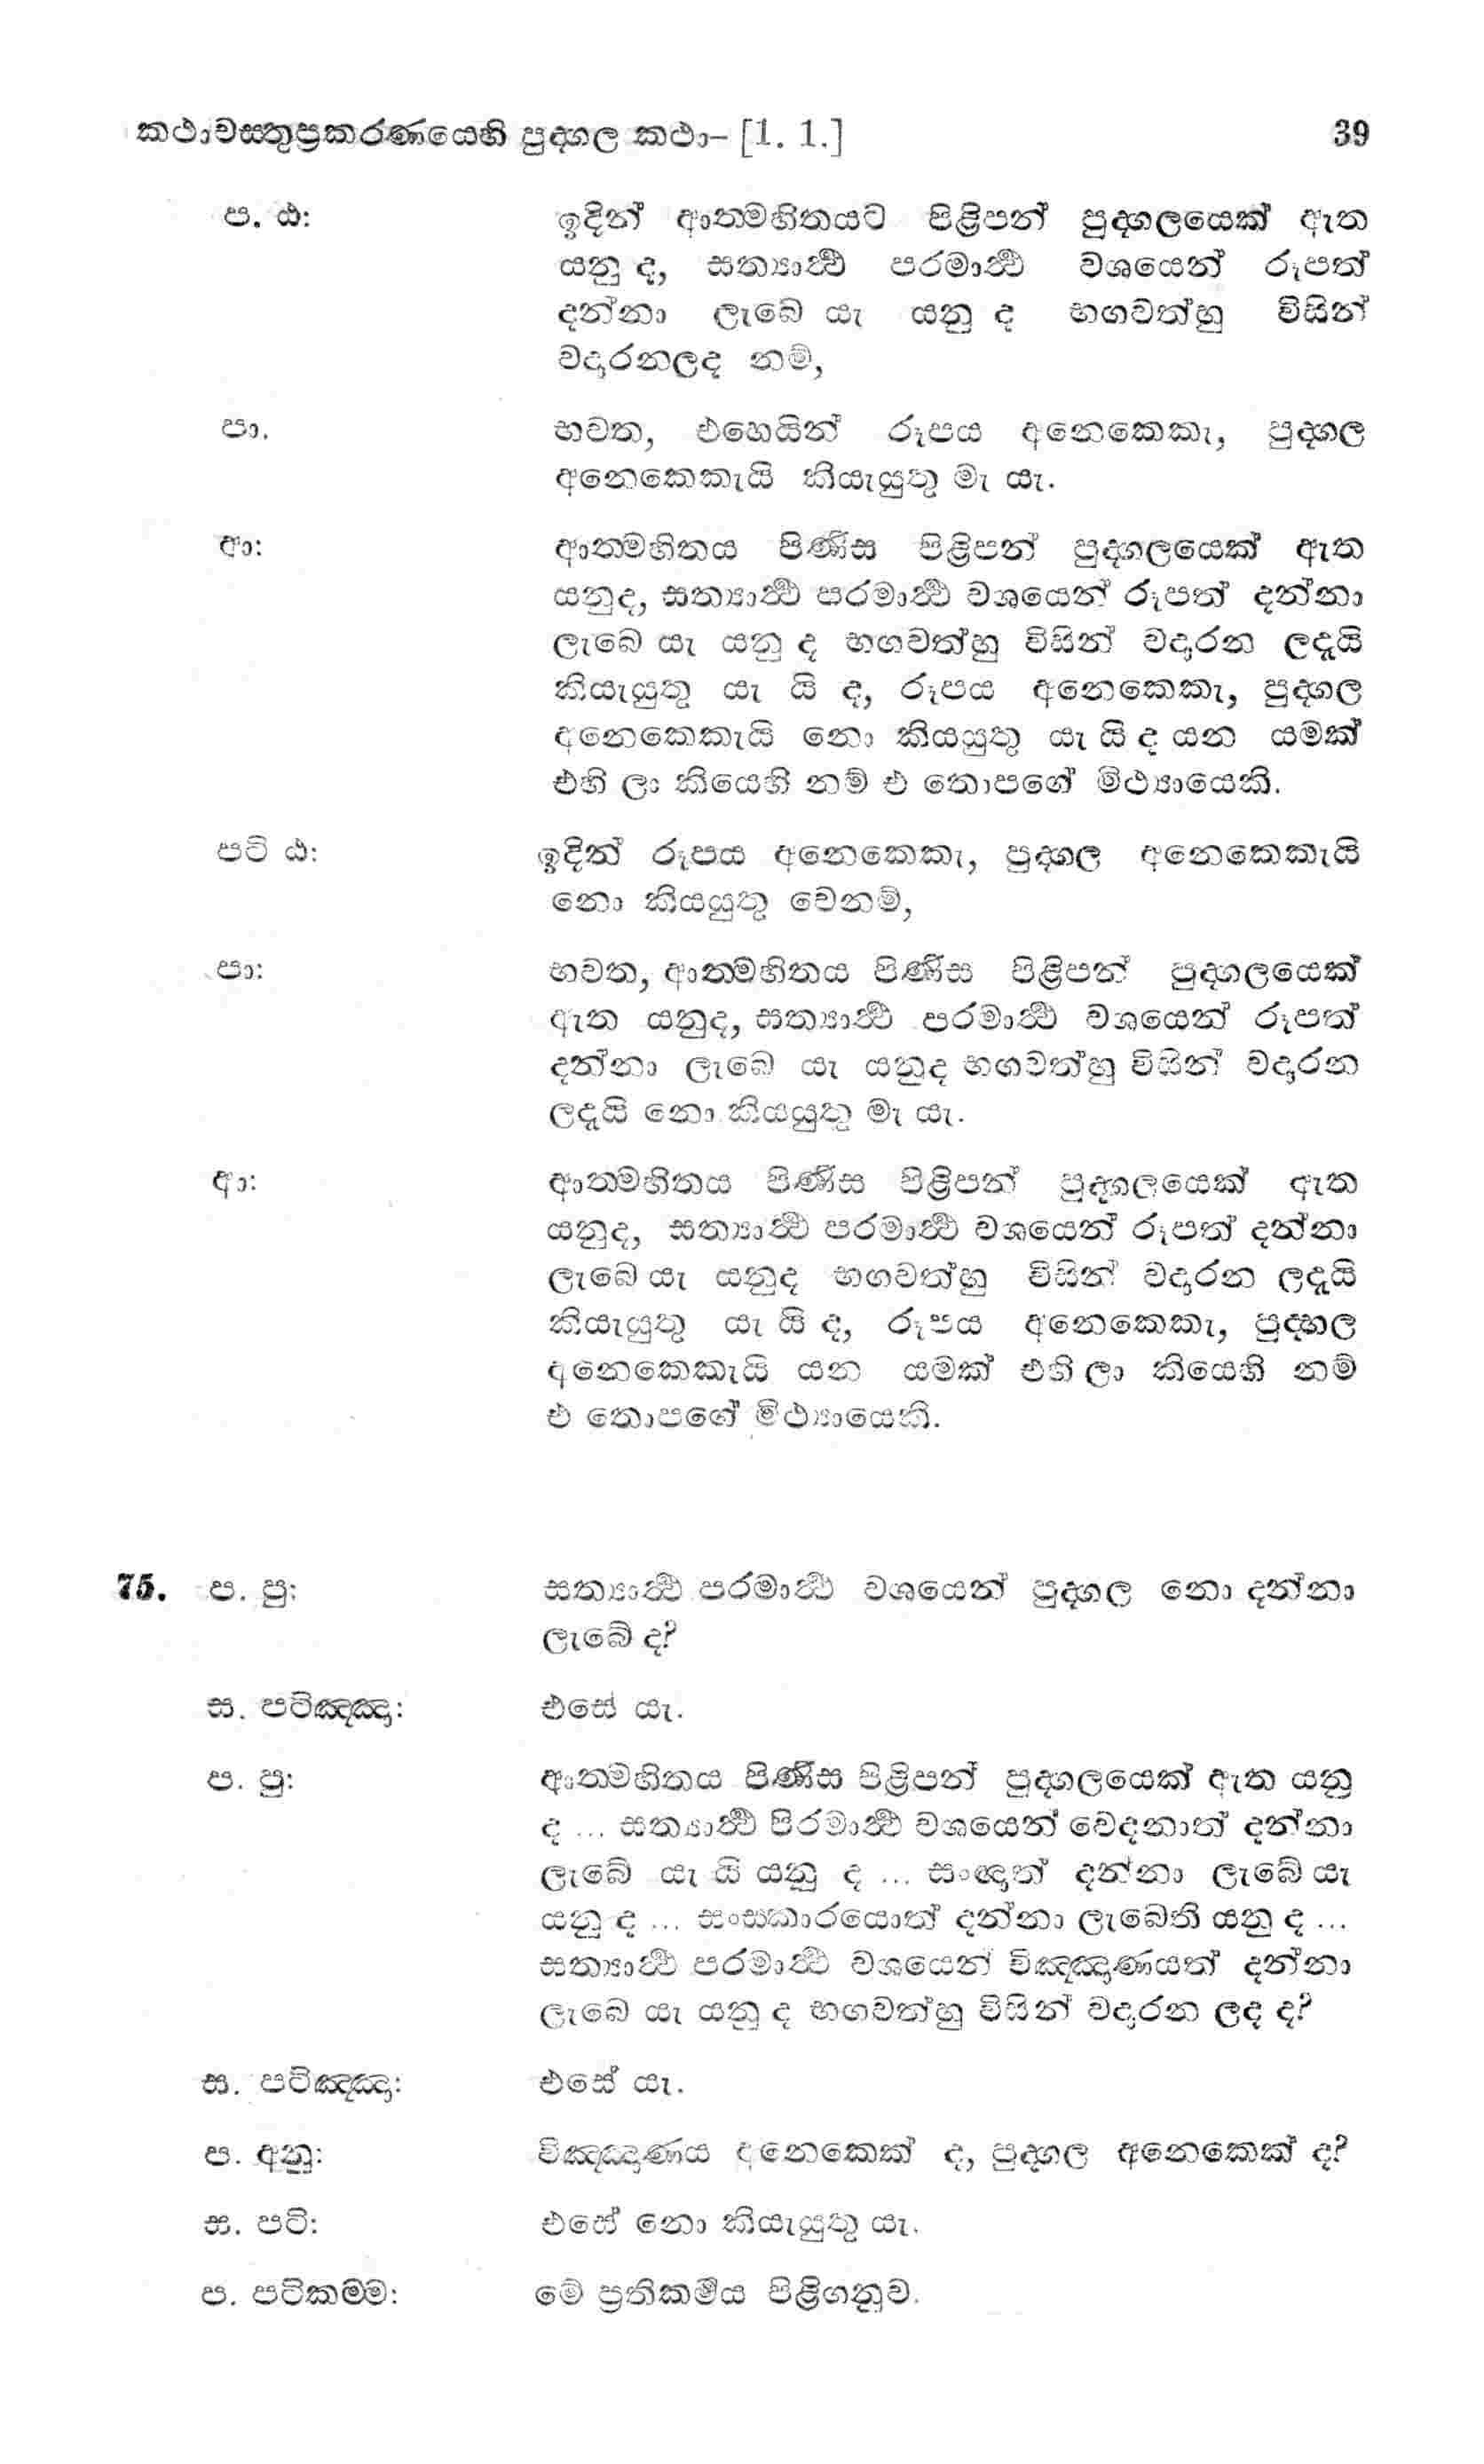 කථාවස්තුප්‍රකරණයෙහි පුද්ගල කථා– [1. 1.] 39
ප. ඨ: ඉදින් ආත්මහිතයට පිළිපන් පුද්ගලයෙක් ඇත
යනු ද, සත්‍යාර්ථ පරමාර්ථ වශයෙන් රූපත්
දන්නා ලැබෙ යැ යනු ද භගවත්හු විසින්
වදාරනලද නම්,
පා. භවත, එහෙයින් රූපය අනෙකෙකැ, පුද්ගල
අනෙකෙකැයි කියැයුතු මැ යැ.
ආ: ආත්මහිතය පිණිස පිළිපන් පුද්ගලයෙක් ඇත
යනුද, සත්‍යාර්ථ පරමාර්ථ වශයෙන් රූපත් දන්නා
ලැබෙ යැ යනු ද භගවත්හු විසින් වදාරන ලදැයි
කියැයුතු යැ යි ද, රූපය අනෙකෙකැ, පුද්ගල
අනෙකෙකැයි නො කියයුතු යැ යි ද යන යමක්
එහි ලා කියෙහි නම් එ තොපගේ මිථ්‍යායෙකි.
පටි ඨ: ඉදින් රූපය අනෙකෙකැ, පුද්ගල අනෙකෙකැයි
නො කියයුතු වෙනම්,
පා: භවත, ආත්මහිතය පිණිස පිළිපන් පුද්ගලයෙක්
ඇත යනුද, සත්‍යාර්ථ පරමාර්ථ වශයෙන් රූපත්
දන්නා ලැබෙ යැ යනුද භගවත්හු විසින් වදාරන
ලදැයි නො කියයුතු මැ යැ.
ආ: ආත්මහිතය පිණිස පිළිපන් පුද්ගලයෙක් ඇත
යනුද, සත්‍යාර්ථ පරමාර්ථ වශයෙන් රූපත් දන්නා
ලැබෙ යැ යනුද භගවත්හු විසින් වදාරන ලදැයි
කියැයුතු යැ යි ද, රූපය අනෙකෙකැ, පුද්ගල
අනෙකෙකැයි යන යමක් එහි ලා කියෙහි නම්
එ තොපගේ මිථ්‍යායෙකි.
75. ප. පු: සත්‍යාර්ථ පරමාර්ථ වශයෙන් පුද්ගල නො දන්නා
ලැබේ ද?
ස. පටිඤ්ඤා: එසේ යැ.
ප. පු: ආත්මහිතය පිණිස පිළිපන් පුද්ගලයෙක් ඇත යනු
ද ... සත්‍යාර්ථ පිරමාර්ථ වශයෙන් වෙදනාත් දන්නා
ලැබේ යැ යි යනු ද ... සංඥාත් දන්නා ලැබේ යැ
යනු ද ... සංස්කාරයොත් දන්නා ලැබෙති යනු ද ...
සත්‍යාර්ථ පරමාර්ථ වශයෙන් විඤ්ඤාණයත් දන්නා
ලැබෙ යැ යනු ද භගවත්හු විසින් වදාරන ලද ද?
ස. පටිඤ්ඤා: එසේ යැ.
ප. අනු: විඤ්ඤාණය අනෙකෙක් ද, පුද්ගල අනෙකෙක් ද?
ස. පටි: එසේ නො කියැයුතු යැ.
ප. පටිකම්ම: මේ ප්‍රතිකර්මය පිළිගනුව.